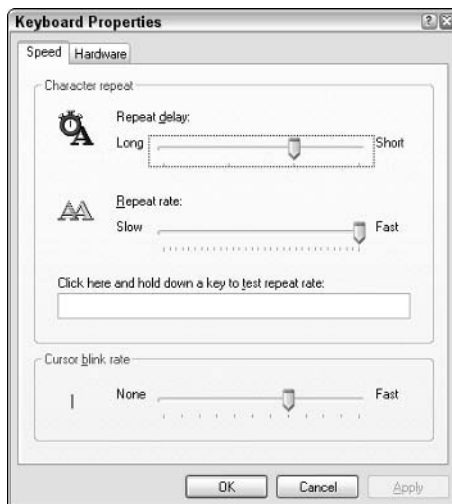 Keyboard Properties
Speed Hardware
Character repeat
Repeat delay:
Long Short
Repeat rate:
Slow Fast
Click here and hold down a key to test repeat rate:
Cursor blink rate
None Fast
OK Cancel Apply